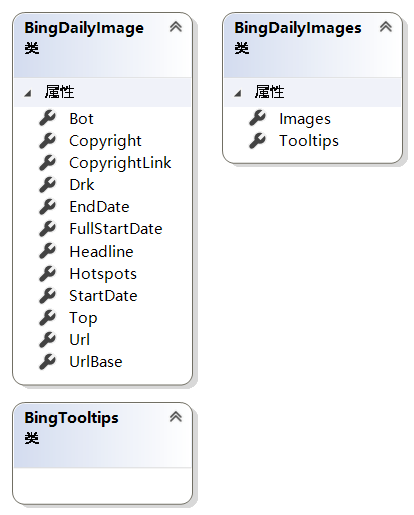 BingDailyImage
类
属性
Bot
Copyright
CopyrightLink
Drk
EndDate
FullStartDate
Headline
Hotspots
StartDate
Top
Url
UrlBase
BingDailyImages
类
属性
Images
Tooltips
BingTooltips
类